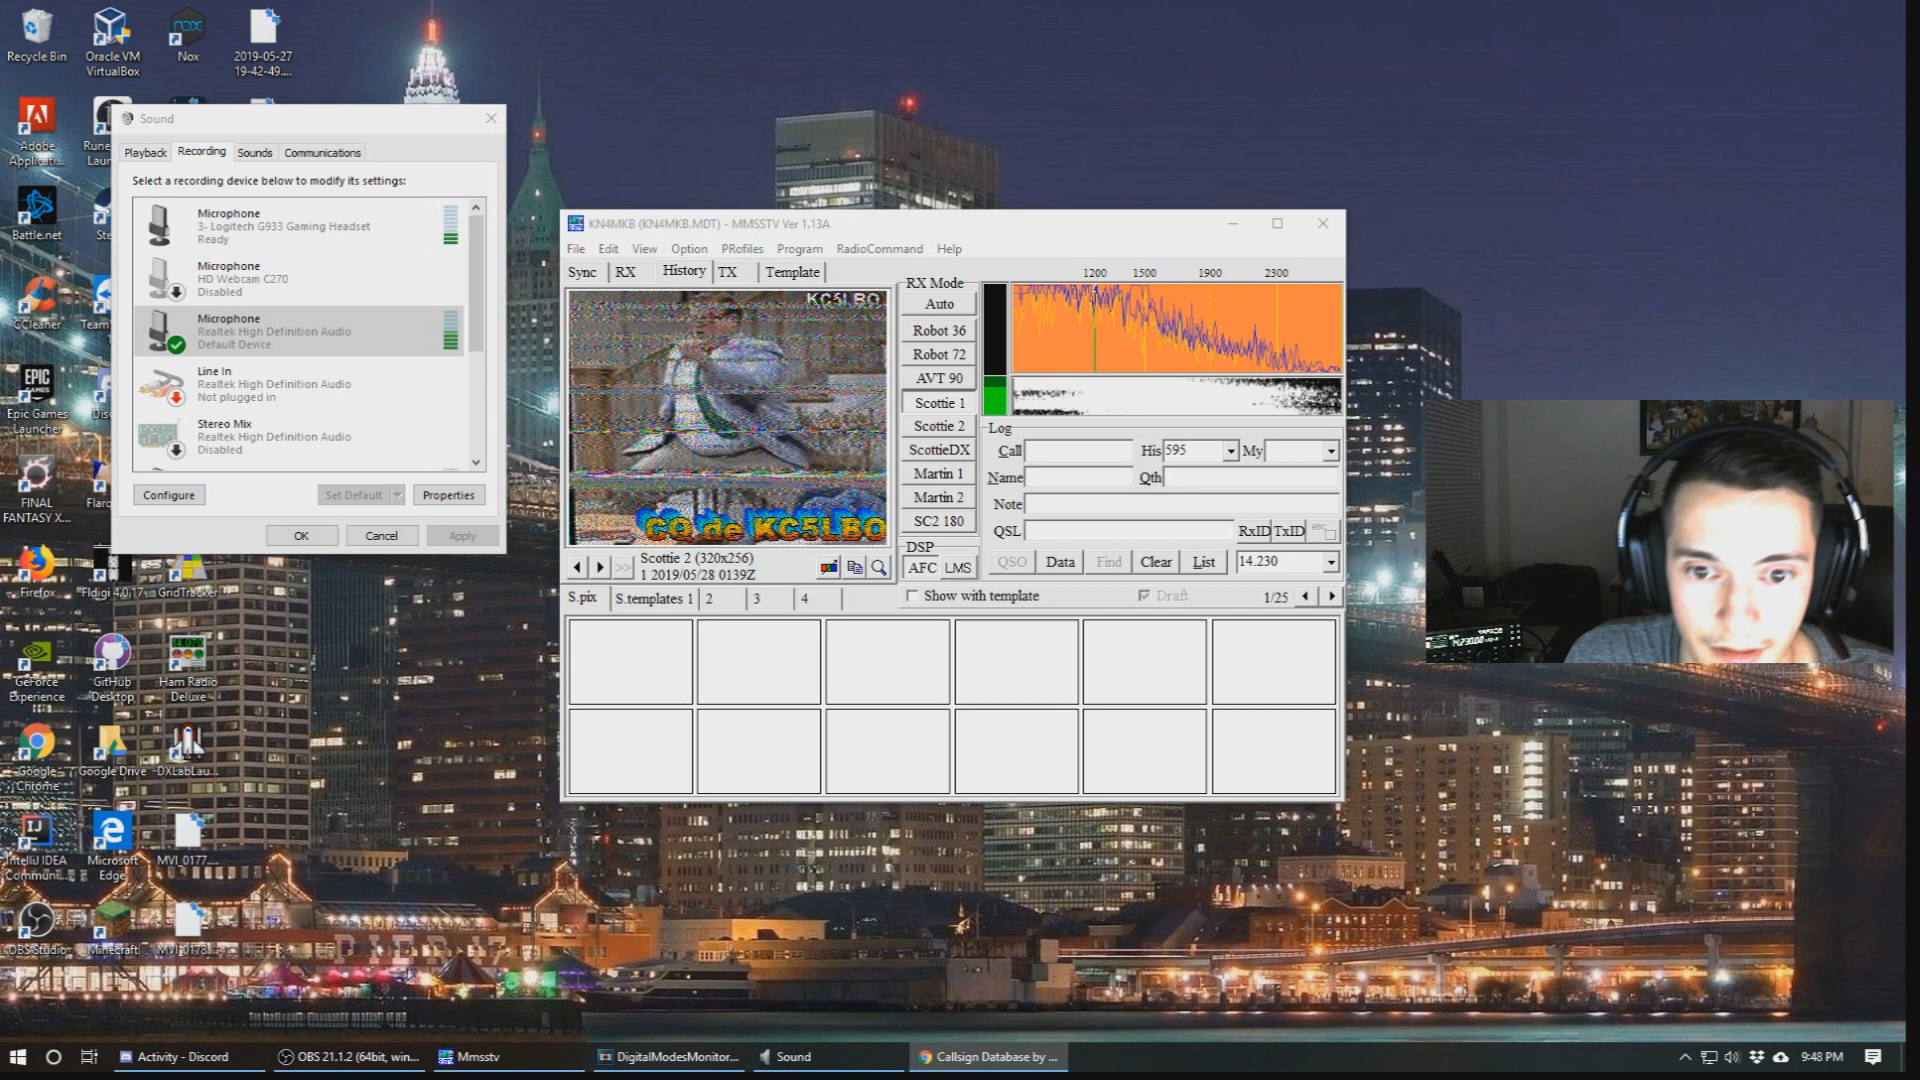 Recycle Bin
Oracle VM
VirtualBox
Nox
2019-05-27
19-42-49....
Adobe
Applicati...
Rune
Laun
Battle.net
Ste
CCleaner
Team
Epic Games
Launcher
Disc
FINAL
FANTASY X...
Flaro
Firefox
Fldigi 4.0.17
GridTracker
GeForce
Experience
GitHub
Desktop
Ham Radio
Deluxe
Google
Chrome
Google Drive
DXLabLau...
IntelliJ IDEA
Communi...
Microsoft
Edge
MVI_0177....
OBS Studio
Minecraft
MVI_0178....
Sound
Playback
Recording
Sounds
Communications
Select a recording device below to modify its settings:
Microphone
3- Logitech G933 Gaming Headset
Ready
Microphone
HD Webcam C270
Disabled
Microphone
Realtek High Definition Audio
Default Device
Line In
Realtek High Definition Audio
Not plugged in
Stereo Mix
Realtek High Definition Audio
Disabled
Configure
Set Default
Properties
OK
Cancel
Apply
KN4MKB (KN4MKB.MDT) - MMSSTV Ver 1.13A
File Edit View Option PRofiles Program RadioCommand Help
Sync RX History TX Template
KC5LBO
CQ de KC5LBO
Scottie 2 (320x256)
1 2019/05/28 0139Z
>>
RX Mode
Auto
Robot 36
Robot 72
AVT 90
Scottie 1
Scottie 2
ScottieDX
Martin 1
Martin 2
SC2 180
DSP
AFC LMS
1200 1500 1900 2300
Log
Call His 595 My
Name Qth
Note
QSL RxID TxID ABC
QSO Data Find Clear List 14.230
S.pix S.templates 1 2 3 4
Show with template Draft 1/25
Activity - Discord
OBS 21.1.2 (64bit, win...
Mmsstv
DigitalModesMonitor...
Sound
Callsign Database by ...
9:48 PM